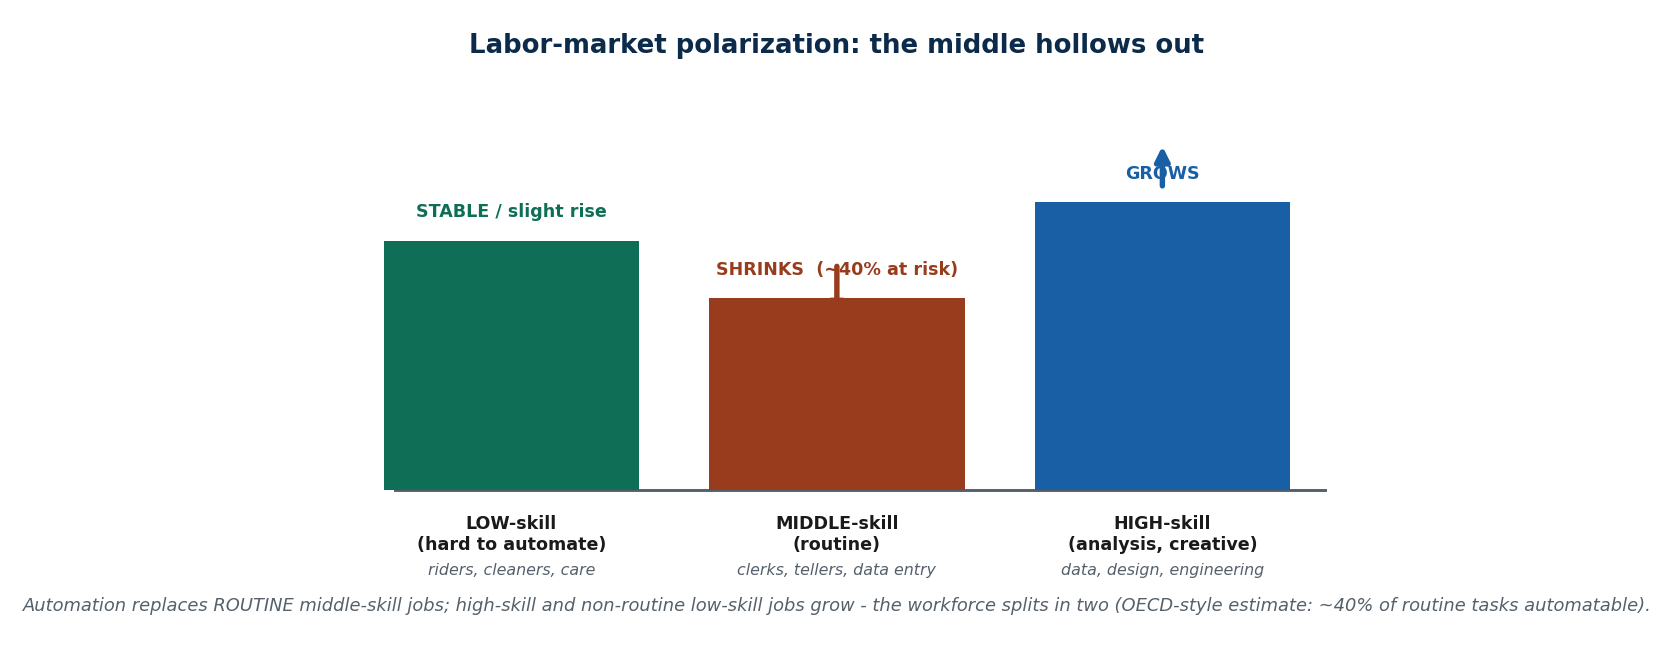 Labor-market polarization: the middle hollows out
GROWS
STABLE / slight rise
SHRINKS (~40% at risk)
LOW-skill
(hard to automate)
riders, cleaners, care
MIDDLE-skill
(routine)
clerks, tellers, data entry
HIGH-skill
(analysis, creative)
data, design, engineering
Automation replaces ROUTINE middle-skill jobs; high-skill and non-routine low-skill jobs grow - the workforce splits in two (OECD-style estimate: ~40% of routine tasks automatable).